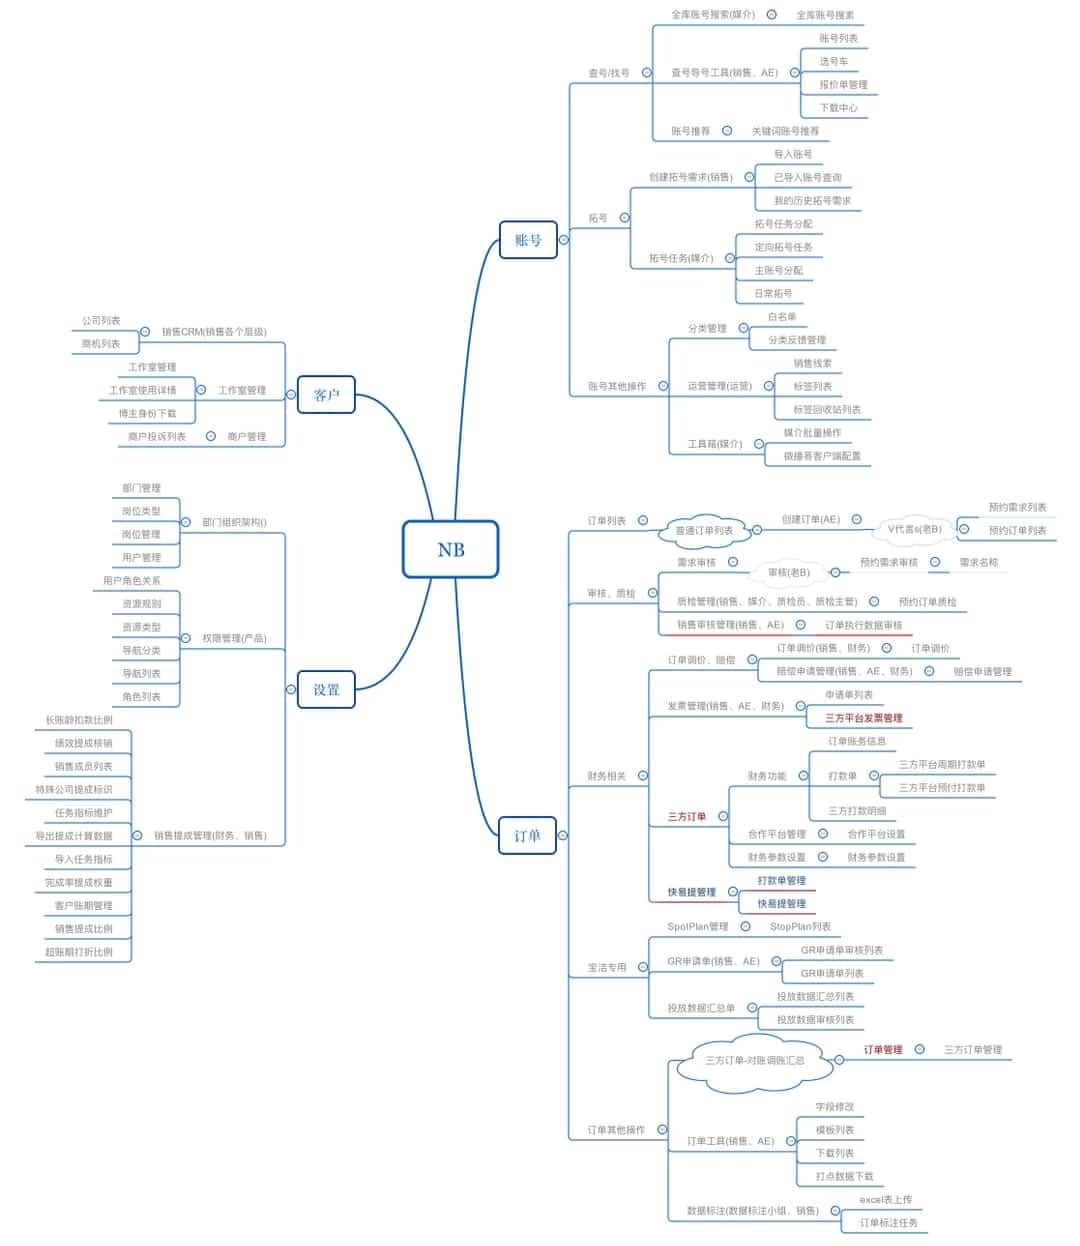 NB
账号
查号/找号
全库账号搜索(媒介)
全库账号搜索
查号导号工具(销售、AE)
账号列表
选号车
报价单管理
下载中心
账号推荐
关键词账号推荐
拓号
创建拓号需求(销售)
导入账号
已导入账号查询
我的历史拓号需求
拓号任务(媒介)
拓号任务分配
定向拓号任务
主账号分配
日常拓号
账号其他操作
分类管理
白名单
分类反馈管理
运营管理(运营)
销售线索
标签列表
标签回收站列表
工具箱(媒介)
媒介批量操作
微播易客户端配置
客户
销售CRM(销售各个层级)
公司列表
商机列表
工作室管理
工作室管理
工作室使用详情
博主身份下载
商户管理
商户投诉列表
设置
部门组织架构()
部门管理
岗位类型
岗位管理
用户管理
权限管理(产品)
用户角色关系
资源规则
资源类型
导航分类
导航列表
角色列表
销售提成管理(财务、销售)
长账龄扣款比例
绩效提成核销
销售成员列表
特殊公司提成标识
任务指标维护
导出提成计算数据
导入任务指标
完成率提成权重
客户账期管理
销售提成比例
超账期打折比例
订单
订单列表
普通订单列表
创建订单(AE)
V代言s(老B)
预约需求列表
预约订单列表
审核、质检
需求审核
审核(老B)
预约需求审核
需求名称
质检管理(销售、媒介、质检员、质检主管)
预约订单质检
销售审核管理(销售、AE)
订单执行数据审核
财务相关
订单调价、赔偿
订单调价(销售、财务)
订单调价
赔偿申请管理(销售、AE、财务)
赔偿申请管理
发票管理(销售、AE、财务)
申请单列表
三方平台发票管理
三方订单
财务功能
订单账务信息
打款单
三方平台周期打款单
三方平台预付打款单
三方打款明细
合作平台管理
合作平台设置
财务参数设置
财务参数设置
快易提管理
打款单管理
快易提管理
宝洁专用
SpotPlan管理
StopPlan列表
GR申请单(销售、AE)
GR申请单审核列表
GR申请单列表
投放数据汇总单
投放数据汇总列表
投放数据审核列表
订单其他操作
三方订单-对账调账汇总
订单管理
三方订单管理
订单工具(销售、AE)
字段修改
模板列表
下载列表
打点数据下载
数据标注(数据标注小组、销售)
excel表上传
订单标注任务